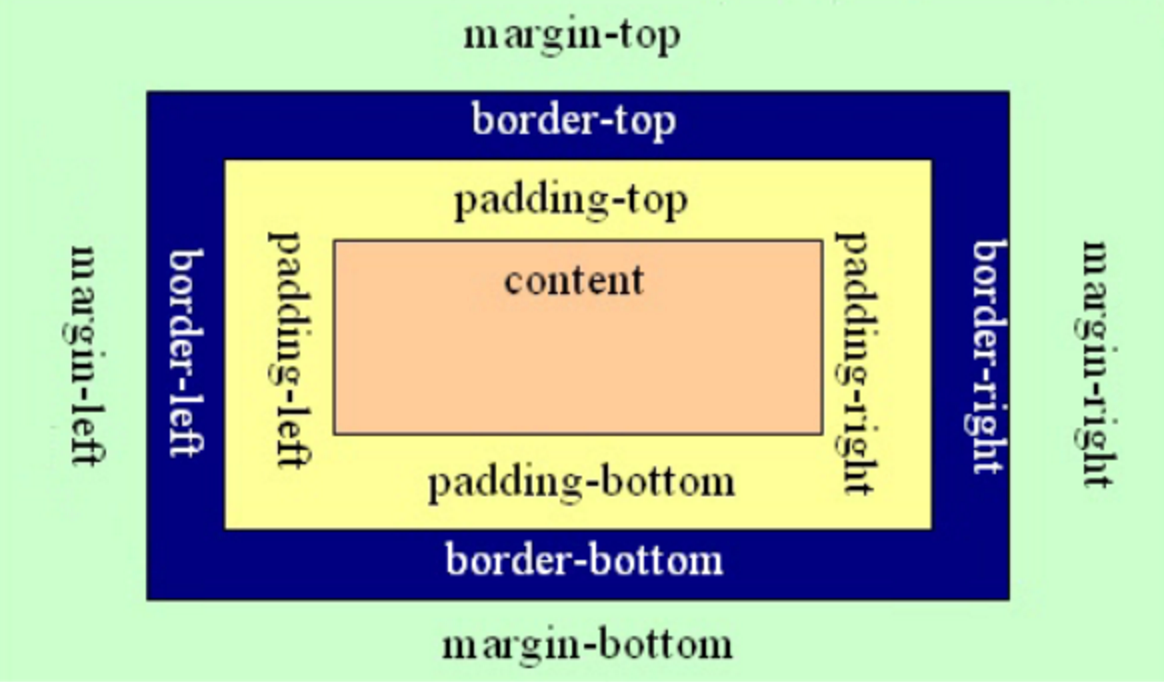 margin-top
border-top
padding-top
content
margin-left
border-left
padding-left
padding-right
border-right
margin-right
padding-bottom
border-bottom
margin-bottom